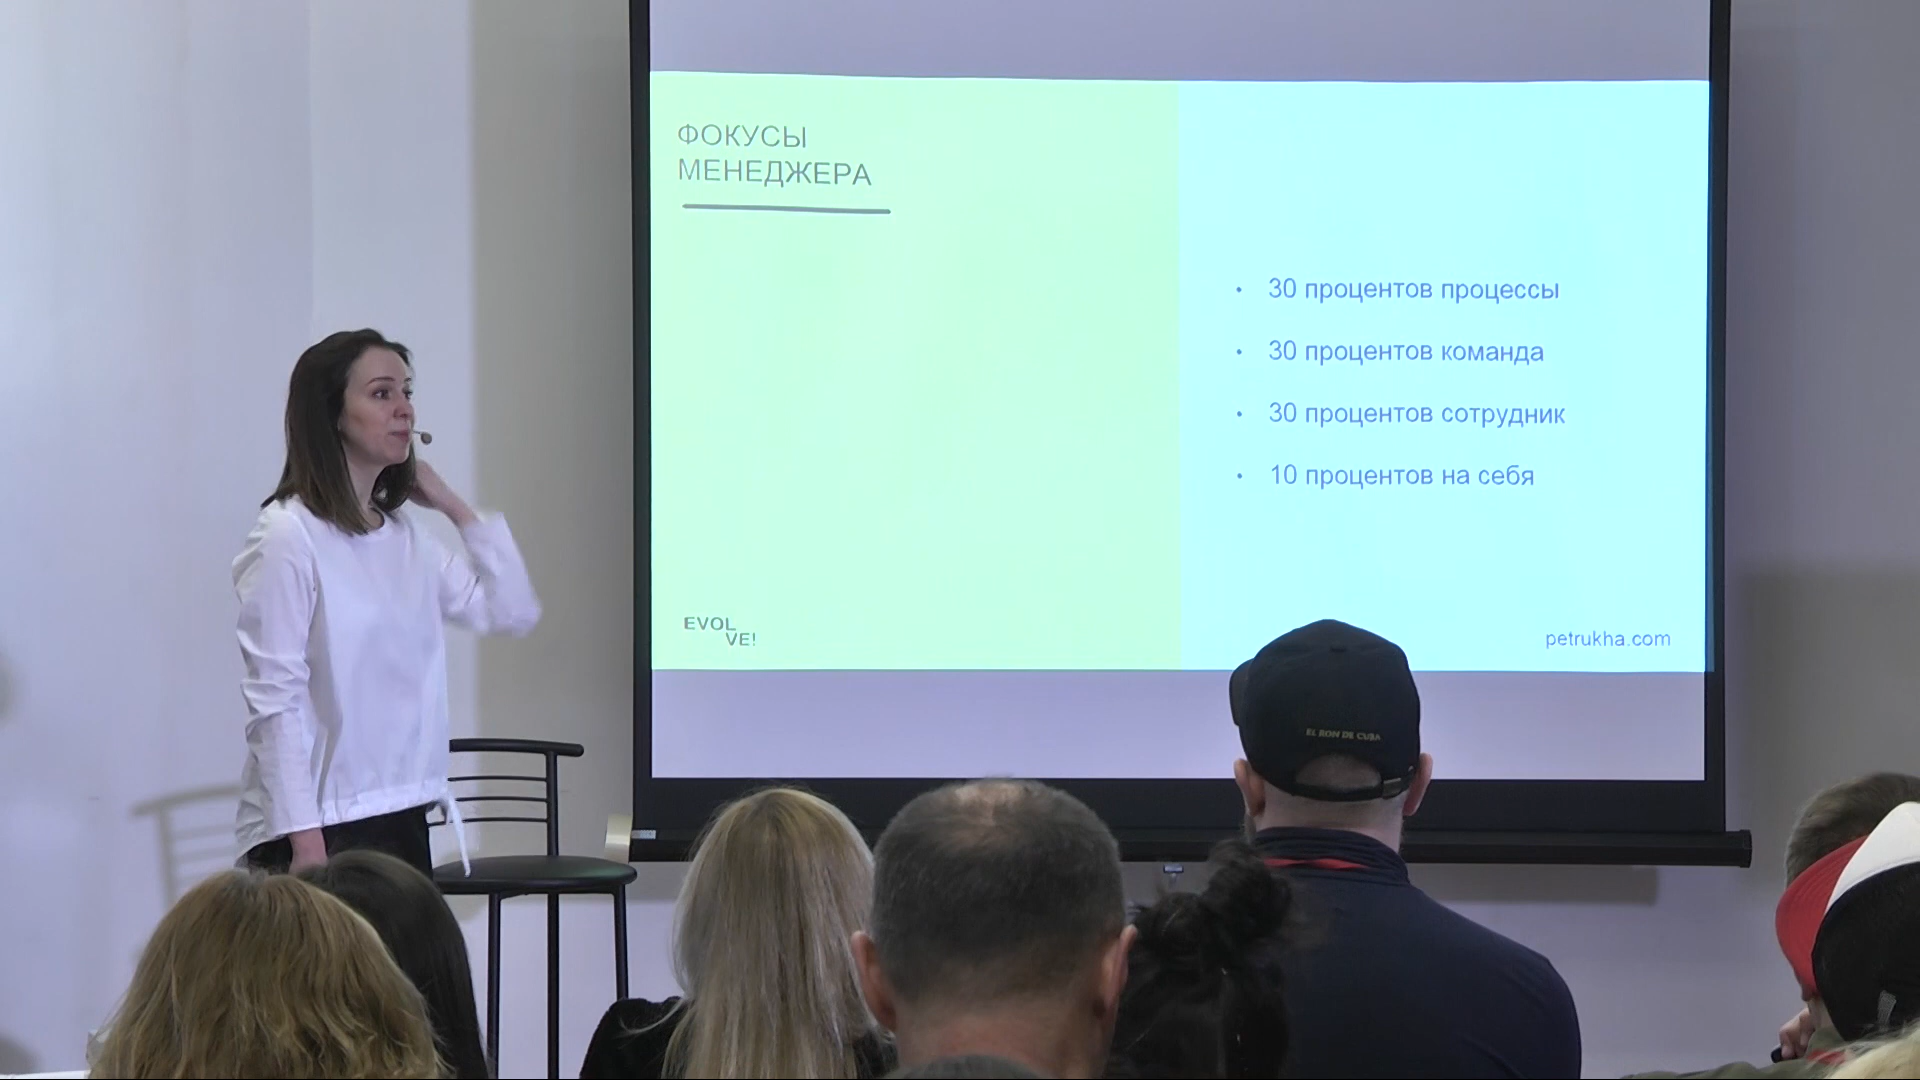 ФОКУСЫ
МЕНЕДЖЕРА
• 30 процентов процессы
• 30 процентов команда
• 30 процентов сотрудник
• 10 процентов на себя
EVOL
VE!
petrukha.com
EL RON DE CUBA